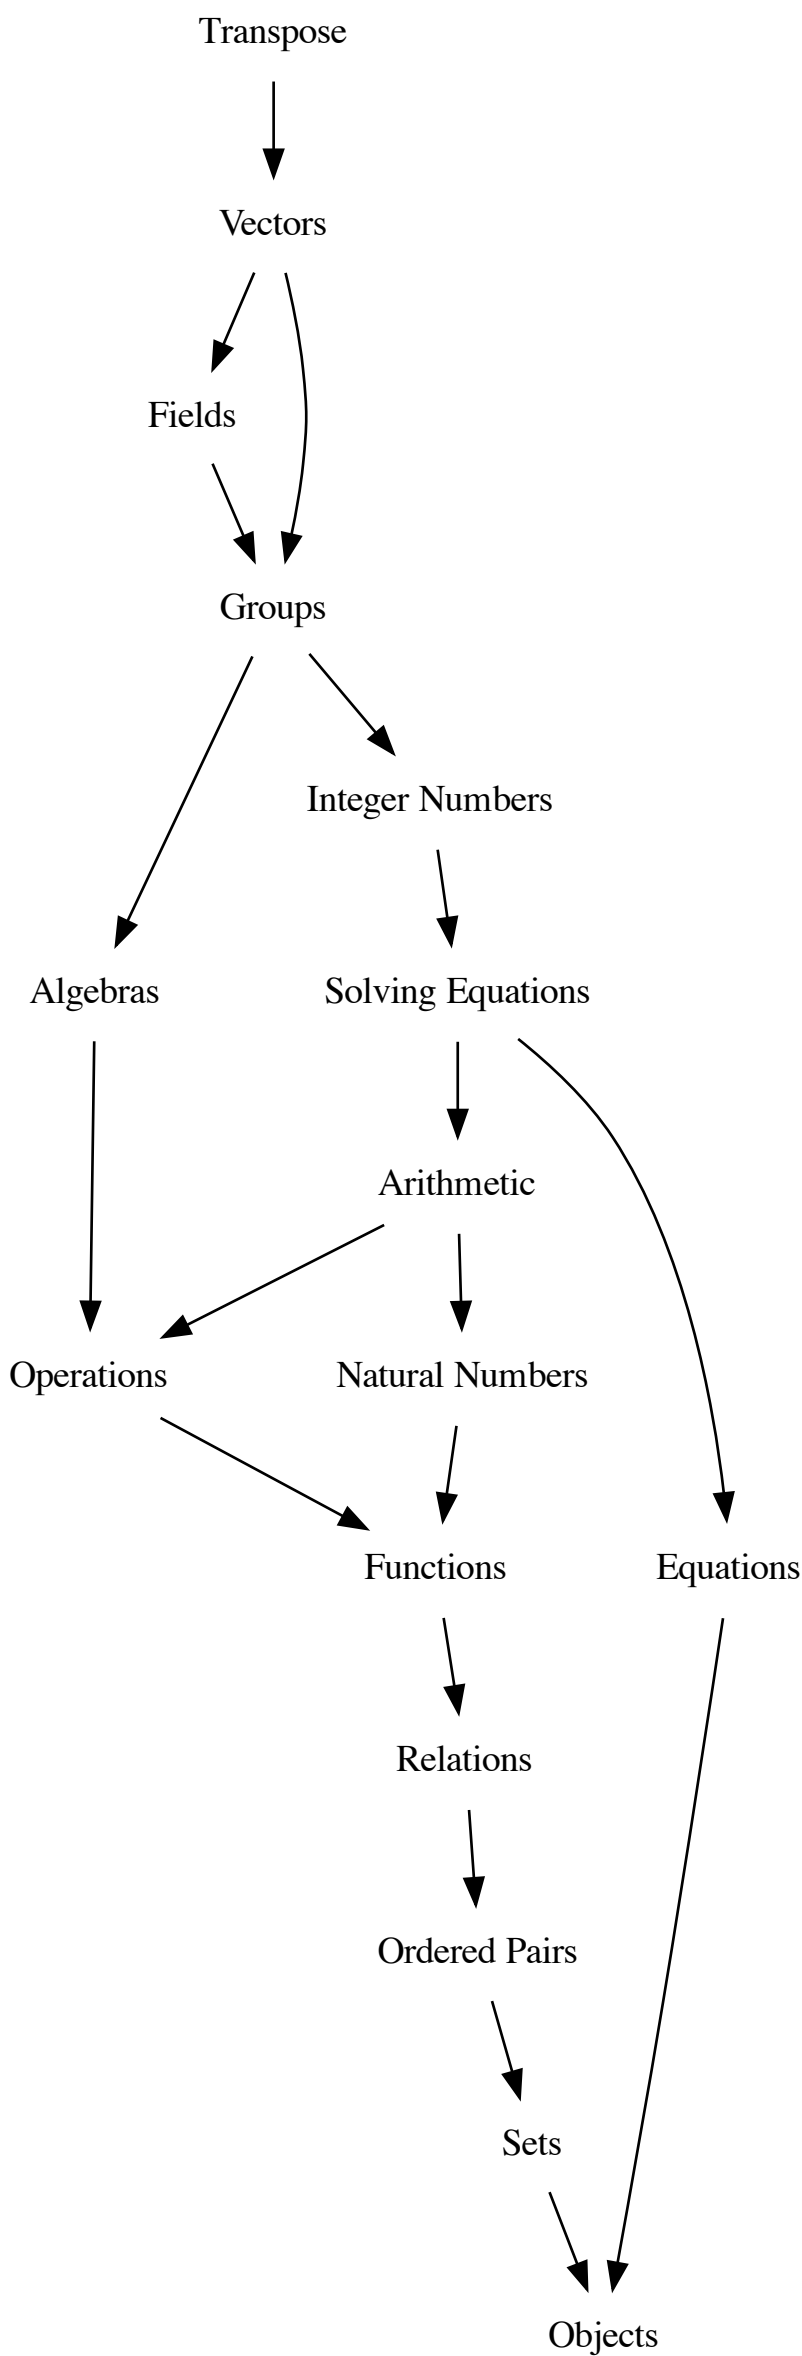 Transpose
Vectors
Fields
Groups
Integer Numbers
Algebras
Solving Equations
Arithmetic
Operations
Natural Numbers
Functions
Equations
Relations
Ordered Pairs
Sets
Objects